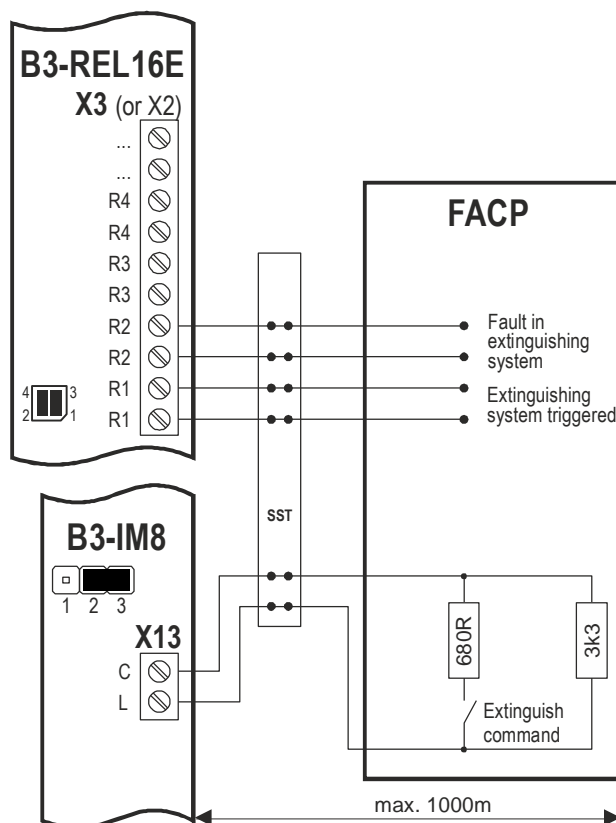 B3-REL16E
X3 (or X2)
...
...
R4
R4
R3
R3
R2
R2
R1
R1
4
3
2
1
FACP
Fault in
extinguishing
system
Extinguishing
system triggered
SST
B3-IM8
1
2
3
X13
C
L
680R
3k3
Extinguish
command
max. 1000m